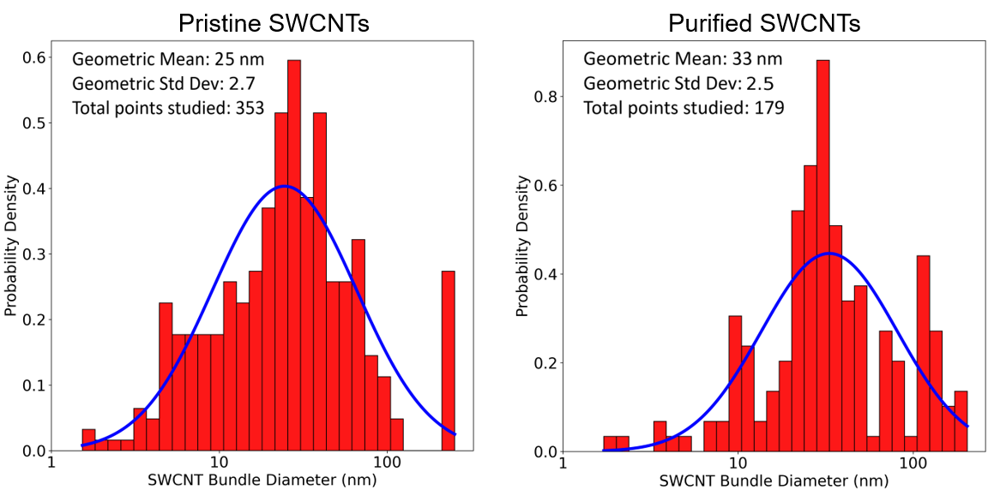 Pristine SWCNTs
Geometric Mean: 25 nm
Geometric Std Dev: 2.7
Total points studied: 353
Probability Density
0.6
0.5
0.4
0.3
0.2
0.1
0.0
1
10
100
SWCNT Bundle Diameter (nm)
Purified SWCNTs
Geometric Mean: 33 nm
Geometric Std Dev: 2.5
Total points studied: 179
Probability Density
0.8
0.6
0.4
0.2
0.0
1
10
100
SWCNT Bundle Diameter (nm)